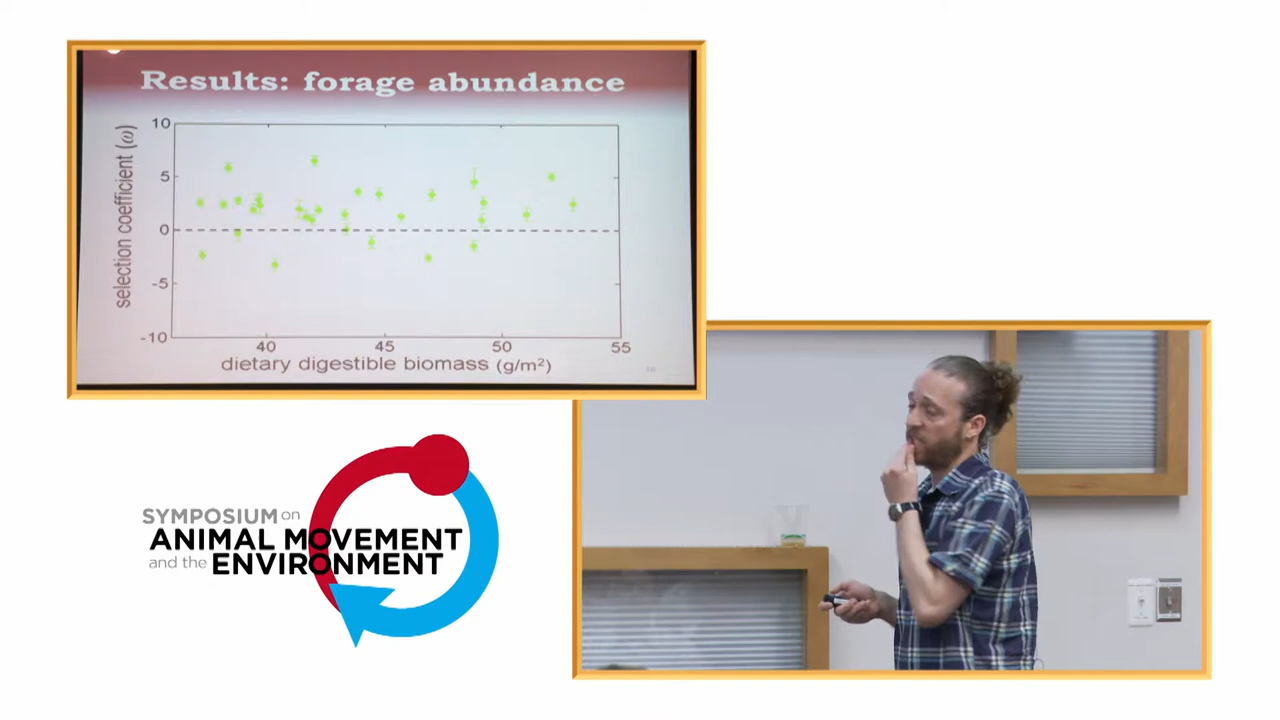 Results: forage abundance
selection coefficient (ω)
10
5
0
-5
-10
40
45
50
55
dietary digestible biomass (g/m²)
SYMPOSIUM on
ANIMAL MOVEMENT
and the ENVIRONMENT